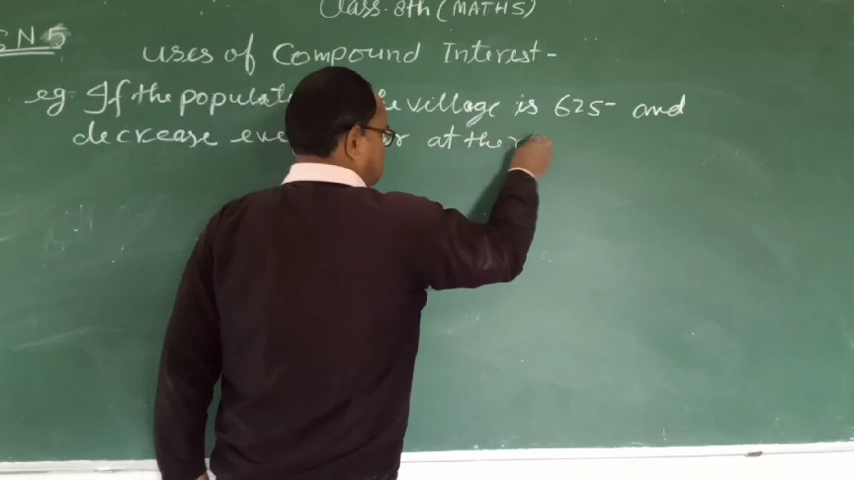 Class-8th (MATHS)
SN 5
uses of Compound Interest-
eg. If the populat village is 625- and
decrease eve at the